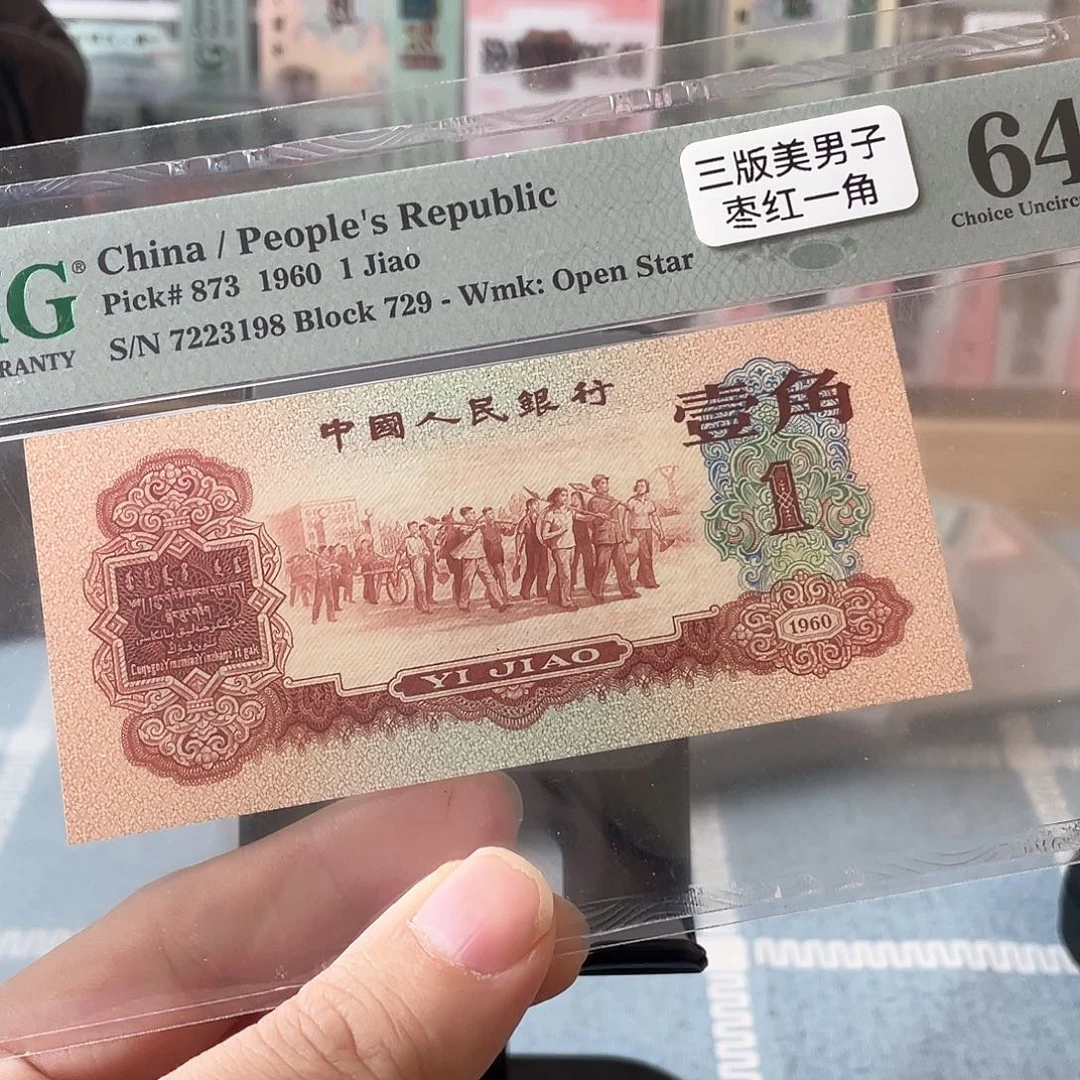 三版美男子
枣红一角
64
Choice Uncirc
MG®
RANTY
China / People's Republic
Pick# 873 1960 1 Jiao
S/N 7223198 Block 729 - Wmk: Open Star
中國人民銀行
壹角
1
1960
YI JIAO